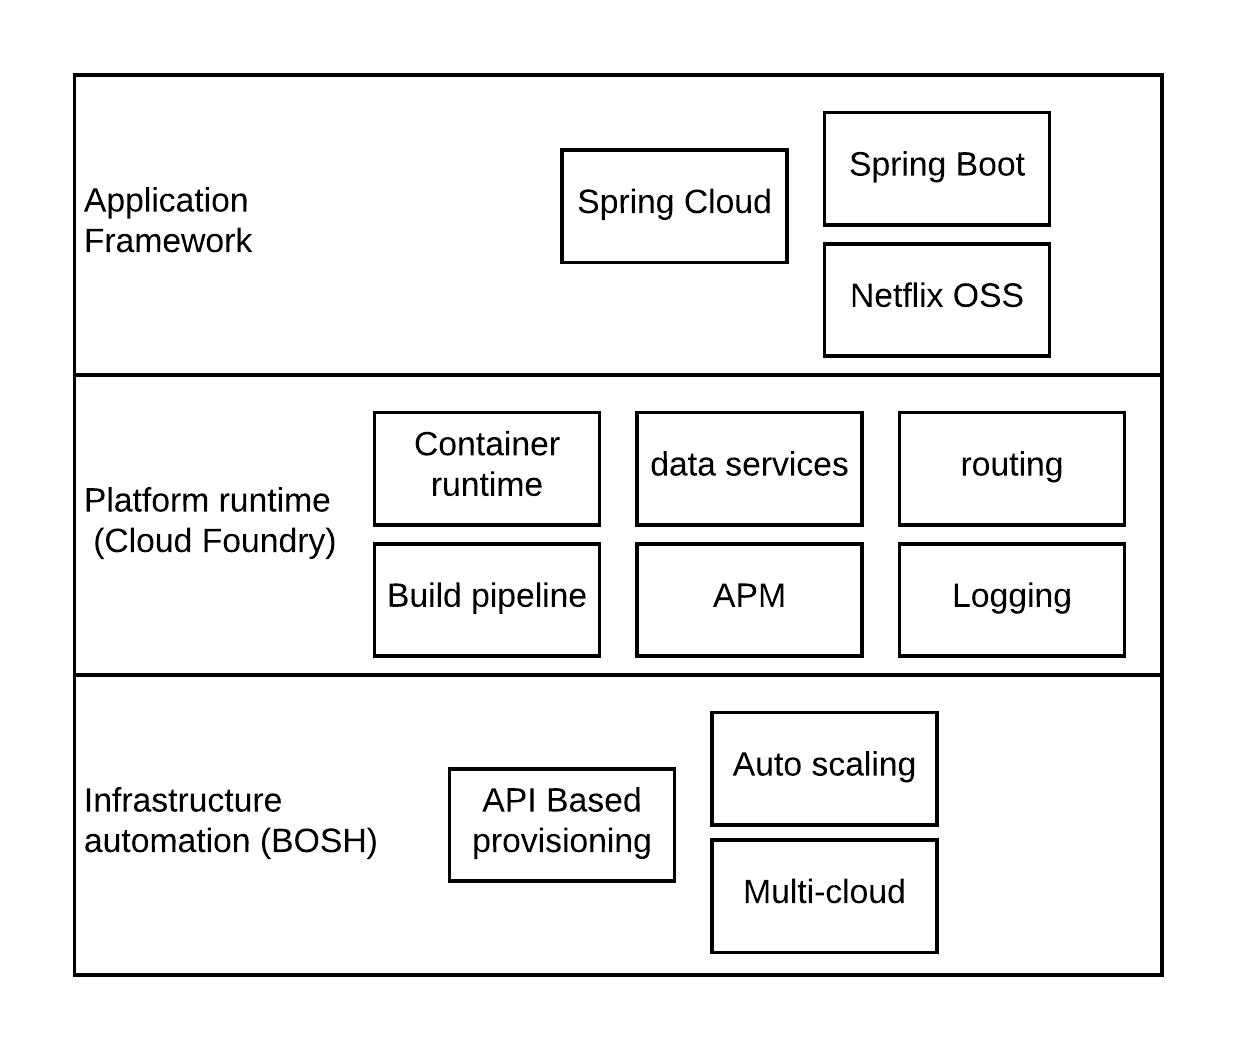 Application
Framework
Spring Cloud
Spring Boot
Netflix OSS
Platform runtime
(Cloud Foundry)
Container
runtime
data services
routing
Build pipeline
APM
Logging
Infrastructure
automation (BOSH)
API Based
provisioning
Auto scaling
Multi-cloud